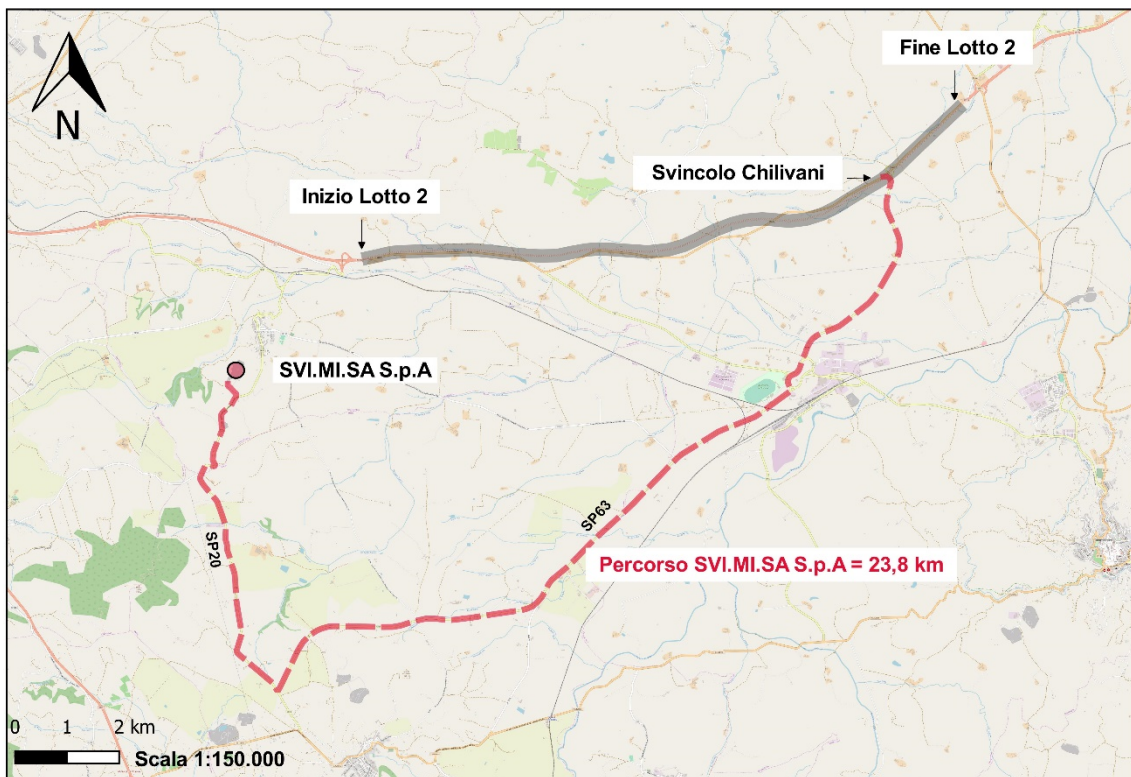 Fine Lotto 2
N
Svincolo Chilivani
Inizio Lotto 2
SVI.MI.SA S.p.A
SP63
SP20
Percorso SVI.MI.SA S.p.A = 23,8 km
0 1 2 km
Scala 1:150.000